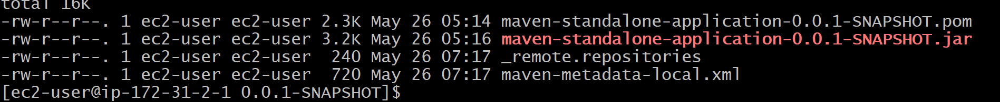 total 16K
-rw-r--r--. 1 ec2-user ec2-user 2.3K May 26 05:14 maven-standalone-application-0.0.1-SNAPSHOT.pom
-rw-r--r--. 1 ec2-user ec2-user 3.2K May 26 05:16 maven-standalone-application-0.0.1-SNAPSHOT.jar
-rw-r--r--. 1 ec2-user ec2-user  240 May 26 07:17 _remote.repositories
-rw-r--r--. 1 ec2-user ec2-user  720 May 26 07:17 maven-metadata-local.xml
[ec2-user@ip-172-31-2-1 0.0.1-SNAPSHOT]$